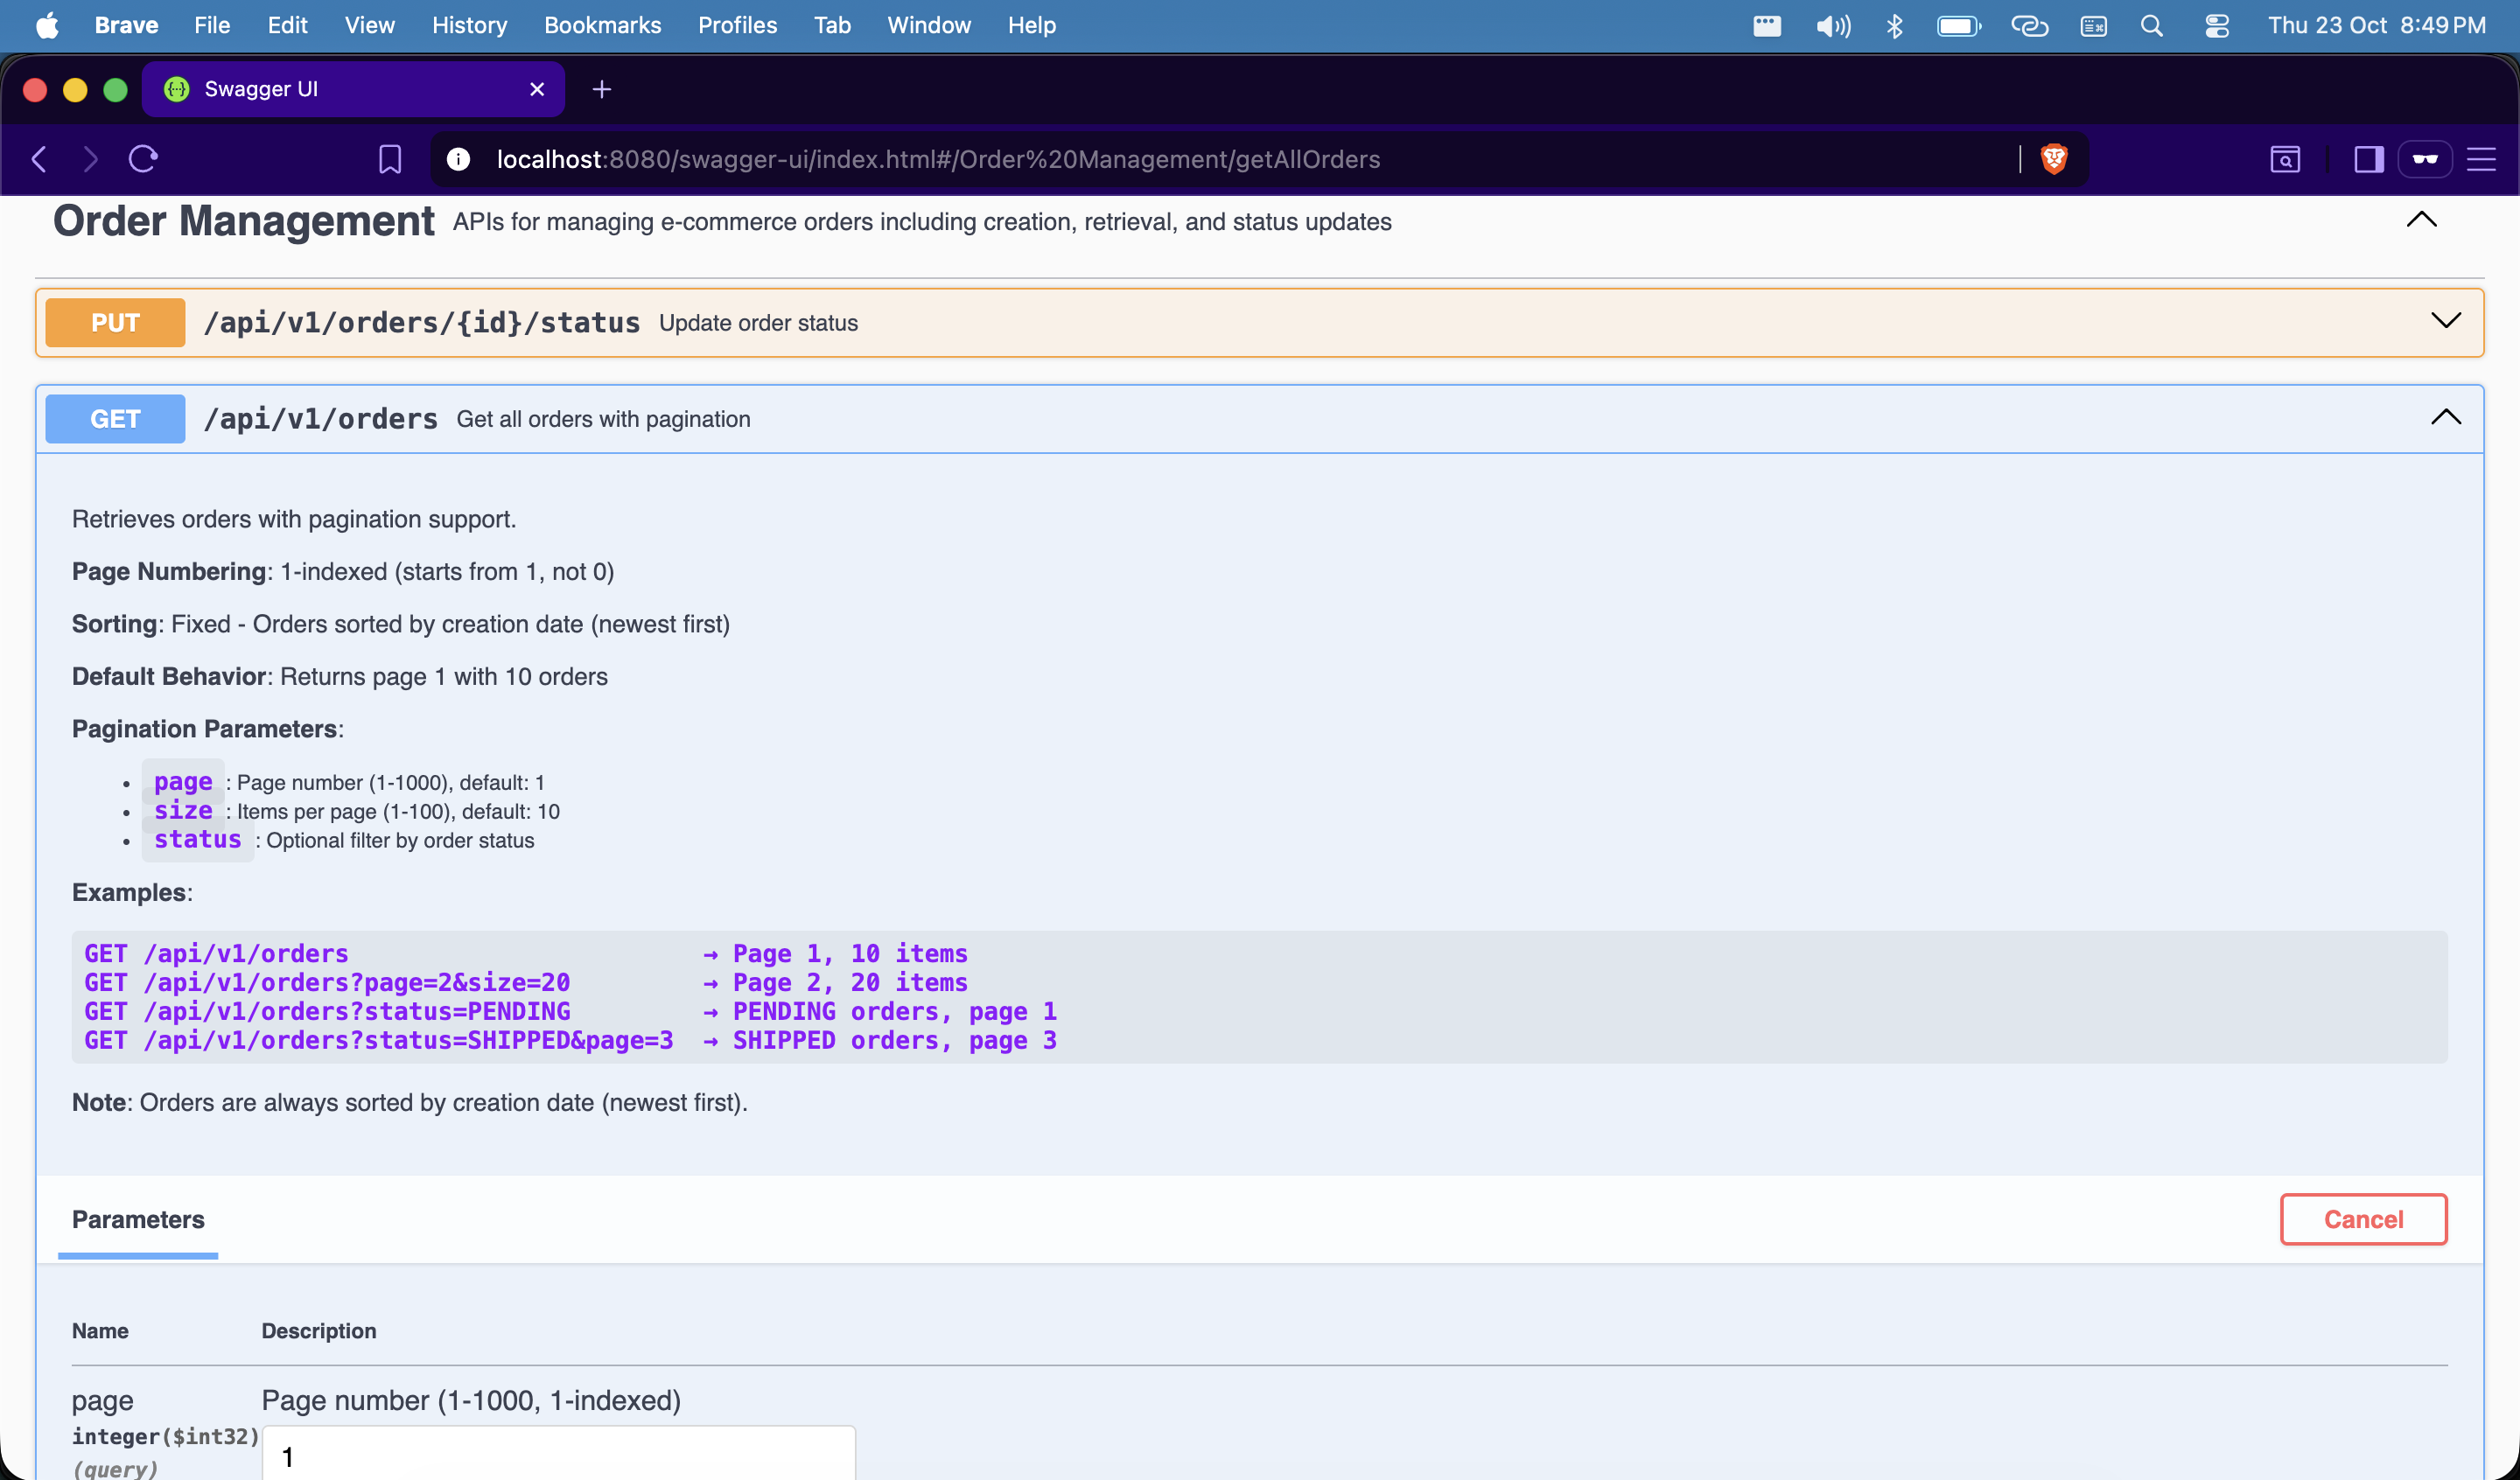 Brave File Edit View History Bookmarks Profiles Tab Window Help Thu 23 Oct 8:49 PM
Swagger UI
localhost:8080/swagger-ui/index.html#/Order%20Management/getAllOrders
Order Management APIs for managing e-commerce orders including creation, retrieval, and status updates
PUT /api/v1/orders/{id}/status Update order status
GET /api/v1/orders Get all orders with pagination
Retrieves orders with pagination support.
Page Numbering: 1-indexed (starts from 1, not 0)
Sorting: Fixed - Orders sorted by creation date (newest first)
Default Behavior: Returns page 1 with 10 orders
Pagination Parameters:
• page : Page number (1-1000), default: 1
• size : Items per page (1-100), default: 10
• status : Optional filter by order status
Examples:
GET /api/v1/orders → Page 1, 10 items
GET /api/v1/orders?page=2&size=20 → Page 2, 20 items
GET /api/v1/orders?status=PENDING → PENDING orders, page 1
GET /api/v1/orders?status=SHIPPED&page=3 → SHIPPED orders, page 3
Note: Orders are always sorted by creation date (newest first).
Parameters Cancel
Name Description
page Page number (1-1000, 1-indexed)
integer($int32)
1
(query)